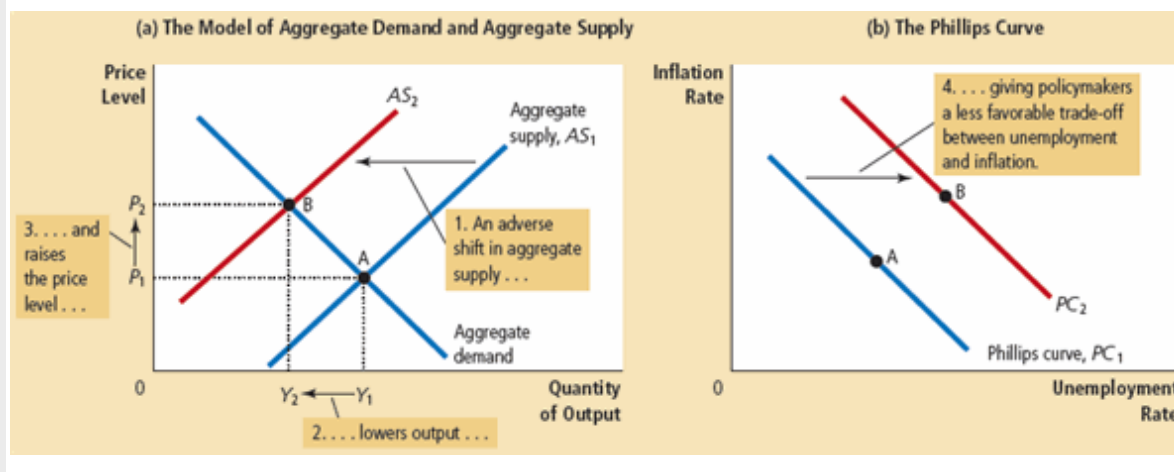 (a) The Model of Aggregate Demand and Aggregate Supply
Price
Level
AS2
Aggregate
supply, AS1
P2
B
3. . . . and
raises
the price
level . . .
P1
A
1. An adverse
shift in aggregate
supply . . .
Aggregate
demand
0
Y2
Y1
Quantity
of Output
2. . . . lowers output . . .
(b) The Phillips Curve
Inflation
Rate
4. . . . giving policymakers
a less favorable trade-off
between unemployment
and inflation.
B
A
PC2
Phillips curve, PC1
0
Unemployment
Rate